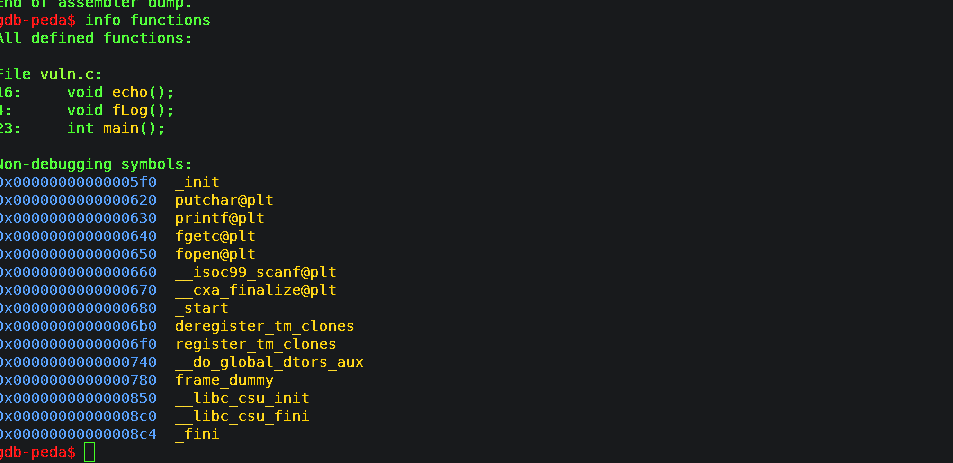 End of assembler dump.
gdb-peda$ info functions
All defined functions:
File vuln.c:
16: void echo();
4: void fLog();
23: int main();
Non-debugging symbols:
0x00000000000005f0 _init
0x0000000000000620 putchar@plt
0x0000000000000630 printf@plt
0x0000000000000640 fgetc@plt
0x0000000000000650 fopen@plt
0x0000000000000660 __isoc99_scanf@plt
0x0000000000000670 __cxa_finalize@plt
0x0000000000000680 _start
0x00000000000006b0 deregister_tm_clones
0x00000000000006f0 register_tm_clones
0x0000000000000740 __do_global_dtors_aux
0x0000000000000780 frame_dummy
0x0000000000000850 __libc_csu_init
0x00000000000008c0 __libc_csu_fini
0x00000000000008c4 _fini
gdb-peda$